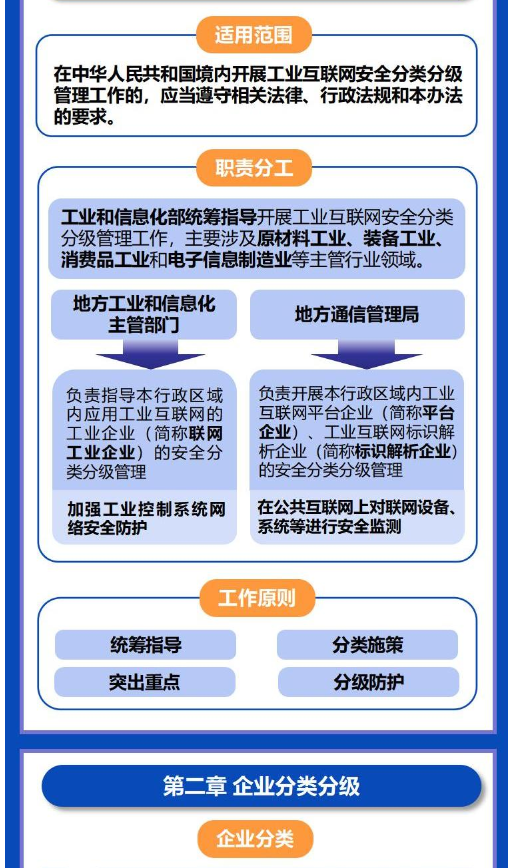 适用范围
在中华人民共和国境内开展工业互联网安全分类分级
管理工作的，应当遵守相关法律、行政法规和本办法
的要求。
职责分工
工业和信息化部统筹指导开展工业互联网安全分类
分级管理工作，主要涉及原材料工业、装备工业、
消费品工业和电子信息制造业等主管行业领域。
地方工业和信息化
主管部门
负责指导本行政区域
内应用工业互联网的
工业企业（简称联网
工业企业）的安全分
类分级管理
加强工业控制系统网
络安全防护
地方通信管理局
负责开展本行政区域内工业
互联网平台企业（简称平台
企业）、工业互联网标识解
析企业（简称标识解析企业）
的安全分类分级管理
在公共互联网上对联网设备、
系统等进行安全监测
工作原则
统筹指导
分类施策
突出重点
分级防护
第二章 企业分类分级
企业分类